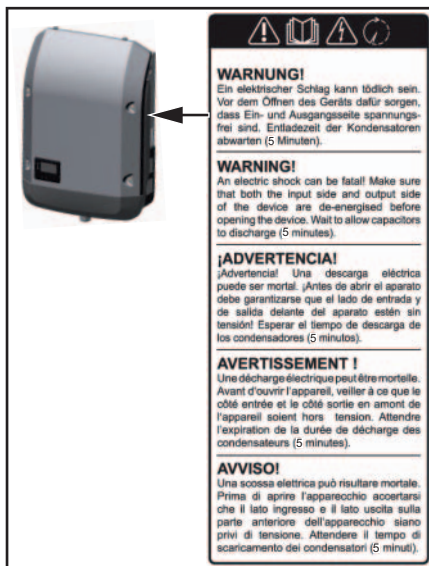 WARNUNG!
Ein elektrischer Schlag kann tödlich sein.
Vor dem Öffnen des Geräts dafür sorgen,
dass Ein- und Ausgangsseite spannungs-
frei sind. Entladezeit der Kondensatoren
abwarten (5 Minuten).
WARNING!
An electric shock can be fatal! Make sure
that both the input side and output side
of the device are de-energised before
opening the device. Wait to allow capacitors
to discharge (5 minutes).
¡ADVERTENCIA!
¡Advertencia! Una descarga eléctrica
puede ser mortal. ¡Antes de abrir el aparato
debe garantizarse que el lado de entrada y
de salida delante del aparato estén sin
tensión! Esperar el tiempo de descarga de
los condensadores (5 minutos).
AVERTISSEMENT !
Une décharge électrique peut être mortelle.
Avant d'ouvrir l'appareil, veiller à ce que le
côté entrée et le côté sortie en amont de
l'appareil soient hors tension. Attendre
l'expiration de la durée de décharge des
condensateurs (5 minutes).
AVVISO!
Una scossa elettrica può risultare mortale.
Prima di aprire l'apparecchio accertarsi
che il lato ingresso e il lato uscita sulla
parte anteriore dell'apparecchio siano
privi di tensione. Attendere il tempo di
scaricamento dei condensatori (5 minuti).